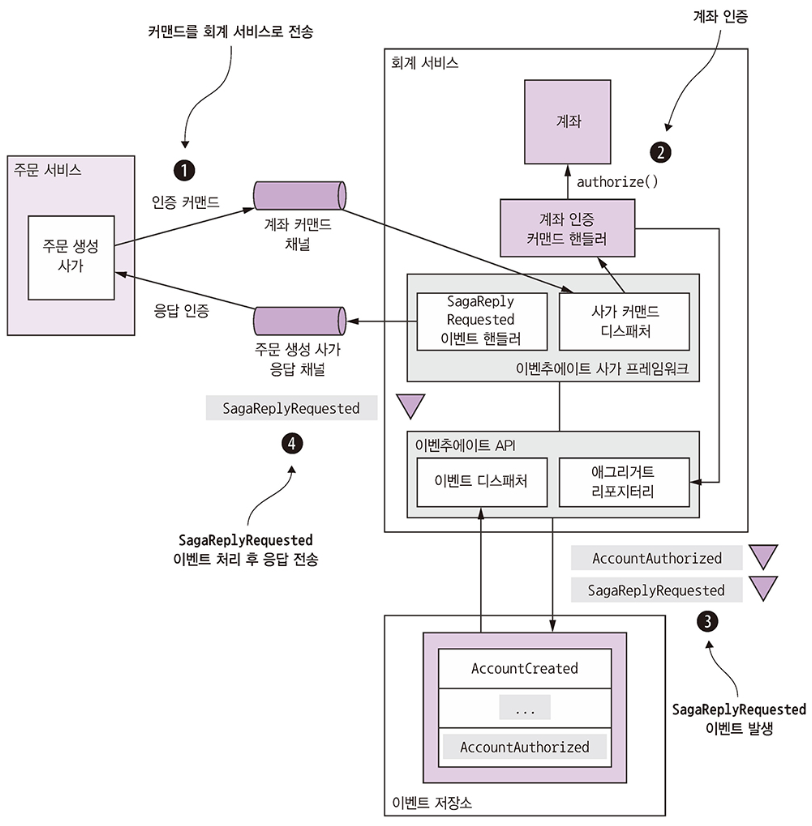 커맨드를 회계 서비스로 전송
계좌 인증
회계 서비스
계좌
❷
authorize()
계좌 인증
커맨드 핸들러
주문 서비스
❶
인증 커맨드
계좌 커맨드
채널
주문 생성
사가
응답 인증
주문 생성 사가
응답 채널
SagaReply
Requested
이벤트 핸들러
사가 커맨드
디스패처
이벤추에이트 사가 프레임워크
SagaReplyRequested
❹
이벤추에이트 API
이벤트 디스패처
애그리거트
리포지터리
SagaReplyRequested
이벤트 처리 후 응답 전송
AccountAuthorized
SagaReplyRequested
❸
AccountCreated
...
AccountAuthorized
이벤트 저장소
SagaReplyRequested
이벤트 발생